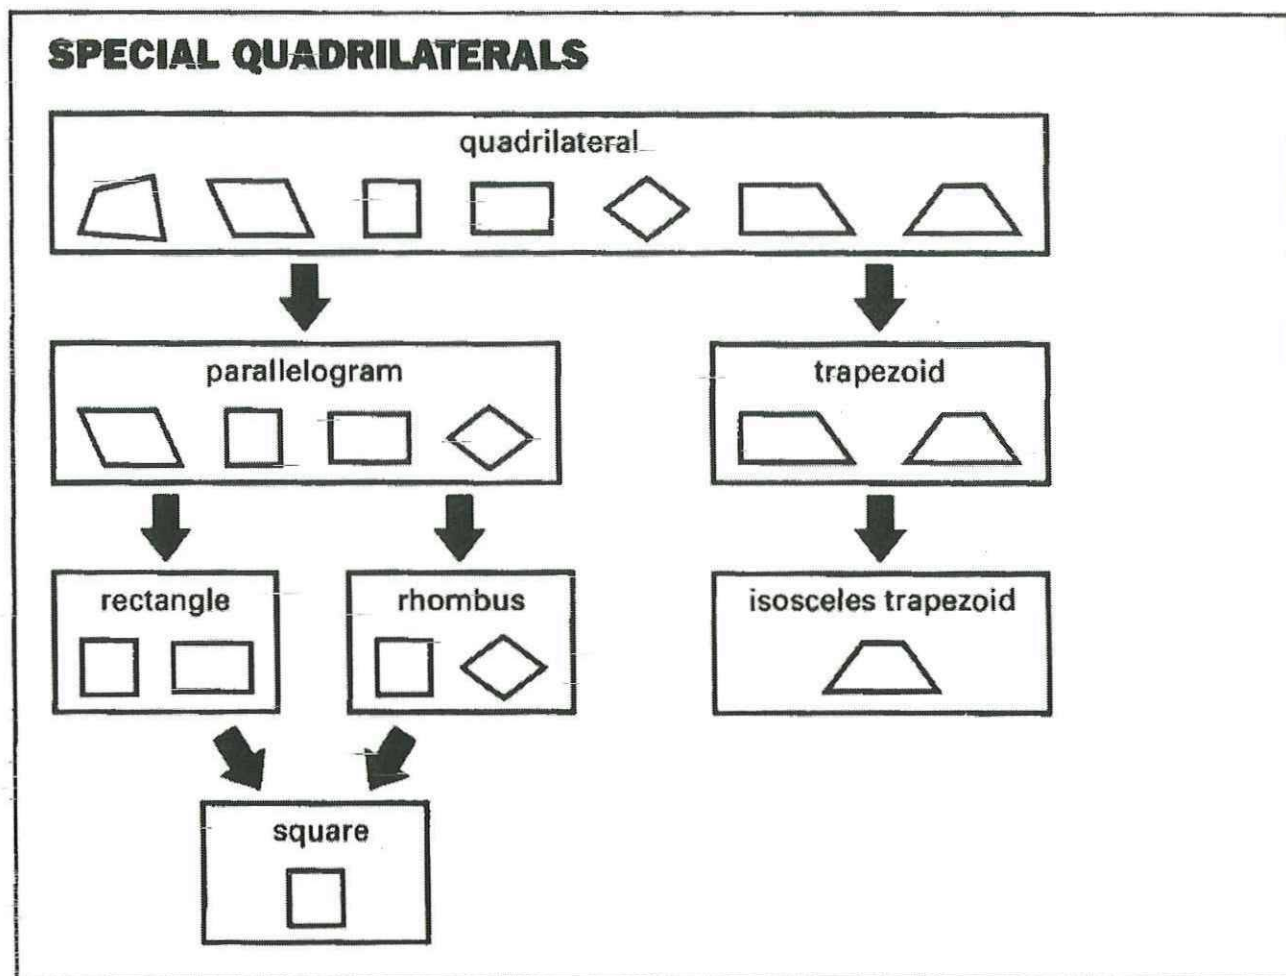 SPECIAL QUADRILATERALS
quadrilateral
parallelogram
trapezoid
rectangle
rhombus
isosceles trapezoid
square